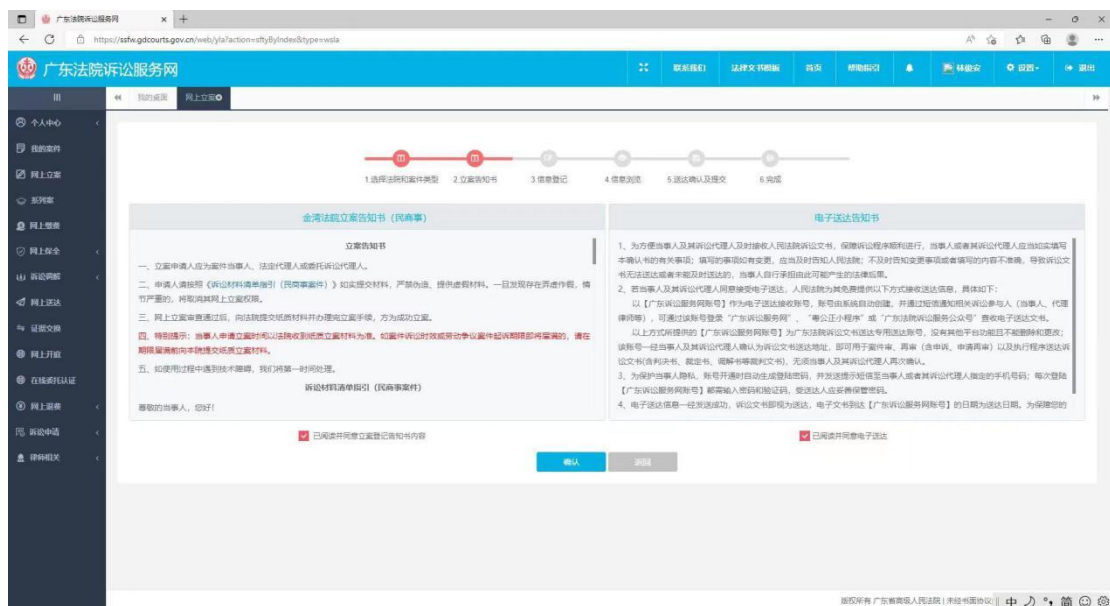 广东法院诉讼服务网
https://ssfw.gdcourts.gov.cn/web/yla?action=sftyByIndex&type=wsla
广东法院诉讼服务网
联系我们
法律文书模板
首页
帮助指引
设置
退出
我的桌面
网上立案
个人中心
我的案件
网上立案
系列案
网上缴费
网上保全
诉讼调解
网上送达
证据交换
网上开庭
在线委托认证
网上退费
诉讼申请
律师相关
1.选择法院和案件类型
2.立案告知书
3.信息登记
4.信息浏览
5.送达确认及提交
6.完成
金湾法院立案告知书（民商事）
立案告知书
一、立案申请人应为案件当事人、法定代理人或委托诉讼代理人。
二、申请人请按照《诉讼材料清单指引（民商事案件）》如实提交材料，严禁伪造、提供虚假材料。一旦发现存在弄虚作假，情
节严重的，将取消其网上立案权限。
三、网上立案审查通过后，向法院提交纸质材料并办理完立案手续，方为成功立案。
四、特别提示：当事人申请立案时间以法院收到纸质立案材料为准。如案件诉讼时效或劳动争议案件起诉期限即将届满的，请在
期限届满前向本院提交纸质立案材料。
五、如使用过程中遇到技术障碍，我们将第一时间处理。
诉讼材料清单指引（民商事案件）
尊敬的当事人，您好！
已阅读并同意立案登记告知书内容
电子送达告知书
1、为方便当事人及其诉讼代理人及时接收人民法院诉讼文书，保障诉讼程序顺利进行，当事人或者其诉讼代理人应当如实填写
本确认书的有关事项；填写的事项如有变更，应当及时告知人民法院；不及时告知变更事项或者填写的内容不准确，导致诉讼文
书无法送达或者未能及时送达的，当事人自行承担由此可能产生的法律后果。
2、若当事人及其诉讼代理人同意接受电子送达，人民法院为其免费提供以下方式接收送达信息，具体如下：
以【广东诉讼服务网账号】作为电子送达接收账号，账号由系统自动创建，并通过短信通知相关诉讼参与人（当事人、代理
律师等），可通过该账号登录“广东诉讼服务网”、“粤公正小程序”或“广东法院诉讼服务公众号”查收电子送达文书。
以上方式所提供的【广东诉讼服务网账号】为广东法院诉讼文书送达专用送达账号，没有其他平台功能且不能删除和更改；
该账号一经当事人及其诉讼代理人确认为诉讼文书送达地址，即可用于案件审、再审（含申诉、申请再审）以及执行程序送达诉
讼文书(含判决书、裁定书、调解书等裁判文书)，无须当事人及其诉讼代理人再次确认。
3、为保护当事人隐私，账号开通时自动生成登陆密码，并发送提示短信至当事人或者其诉讼代理人指定的手机号码；每次登陆
【广东诉讼服务网账号】都需输入密码和验证码，受送达人应妥善保管密码。
4、电子送达信息一经发送成功，诉讼文书即视为送达，电子文书到达【广东诉讼服务网账号】的日期为送达日期。为保障您的
已阅读并同意电子送达
确认
返回
版权所有 广东省高级人民法院 | 未经书面协议
中
简